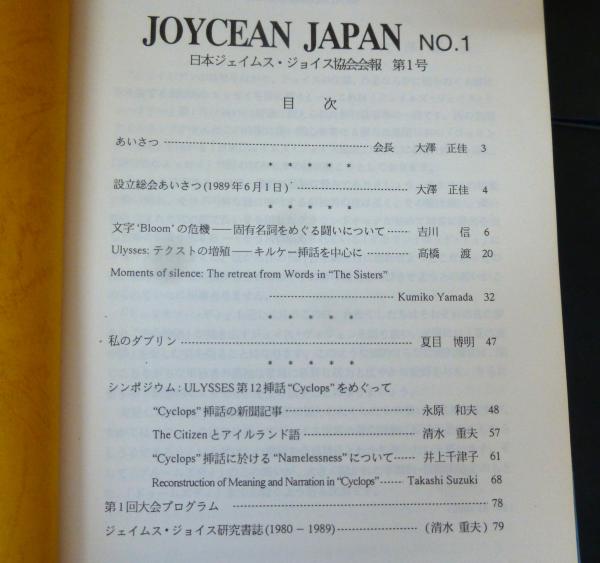 JOYCEAN JAPAN NO.1
日本ジェイムス・ジョイス協会会報 第1号
目 次
あいさつ 会長 大澤 正佳 3
* * * * *
設立総会あいさつ(1989年6月1日) 大澤 正佳 4
* * * * *
文字‘Bloom’の危機——固有名詞をめぐる闘いについて 吉川 信 6
Ulysses: テクストの増殖——キルケー挿話を中心に 高橋 渡 20
Moments of silence: The retreat from Words in “The Sisters”
Kumiko Yamada 32
* * * * *
私のダブリン 夏目 博明 47
* * * * *
シンポジウム: ULYSSES 第12挿話“Cyclops”をめぐって
“Cyclops”挿話の新聞記事 永原 和夫 48
The Citizenとアイルランド語 清水 重夫 57
“Cyclops”挿話に於ける“Namelessness”について 井上千津子 61
Reconstruction of Meaning and Narration in “Cyclops” Takashi Suzuki 68
第1回大会プログラム 78
ジェイムス・ジョイス研究書誌(1980－1989) (清水 重夫) 79